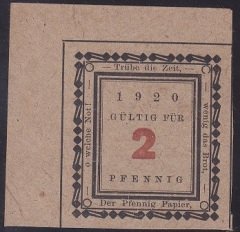 Trübe die Zeit,
wenig das Brot,
Der Pfennig Papier,
o welche Not!
1920
GÜLTIG FÜR
2
PFENNIG